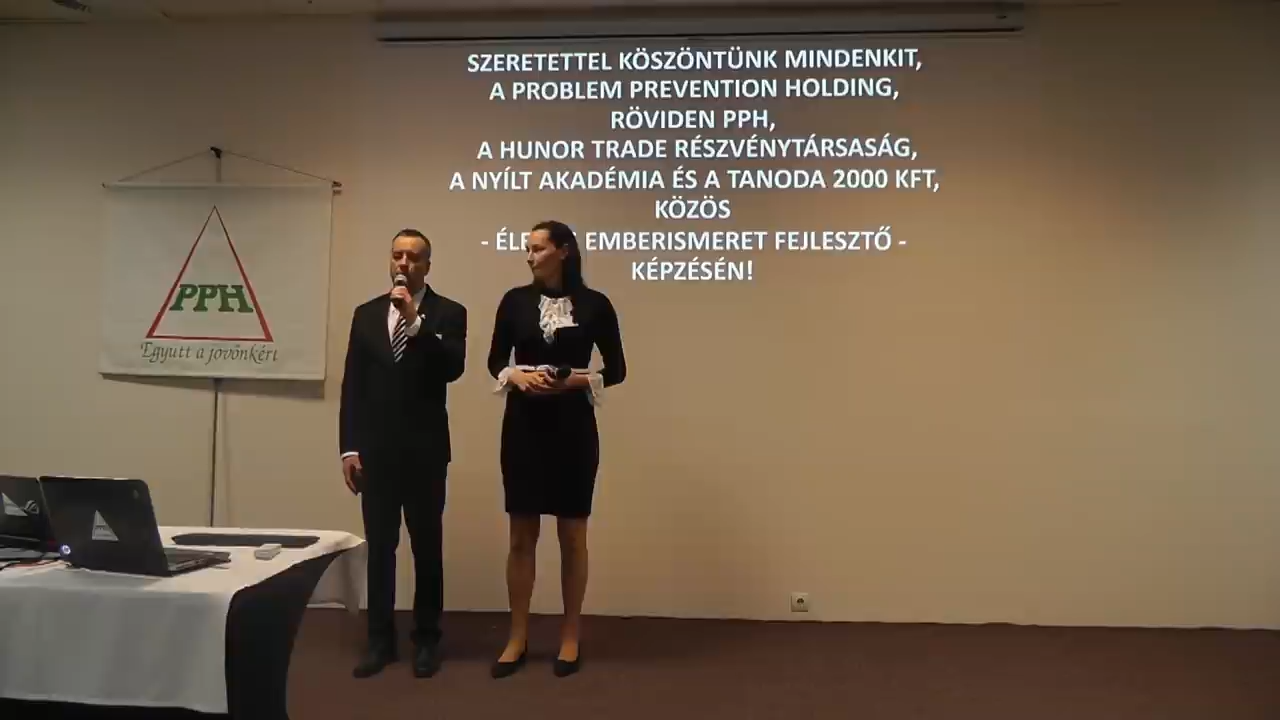 SZERETETTEL KÖSZÖNTÜNK MINDENKIT,
A PROBLEM PREVENTION HOLDING,
RÖVIDEN PPH,
A HUNOR TRADE RÉSZVÉNYTÁRSASÁG,
A NYÍLT AKADÉMIA ÉS A TANODA 2000 KFT,
KÖZÖS
- EMBERISMERET FEJLESZTŐ -
KÉPZÉSÉN!
PPH
Együtt a jövőnkért